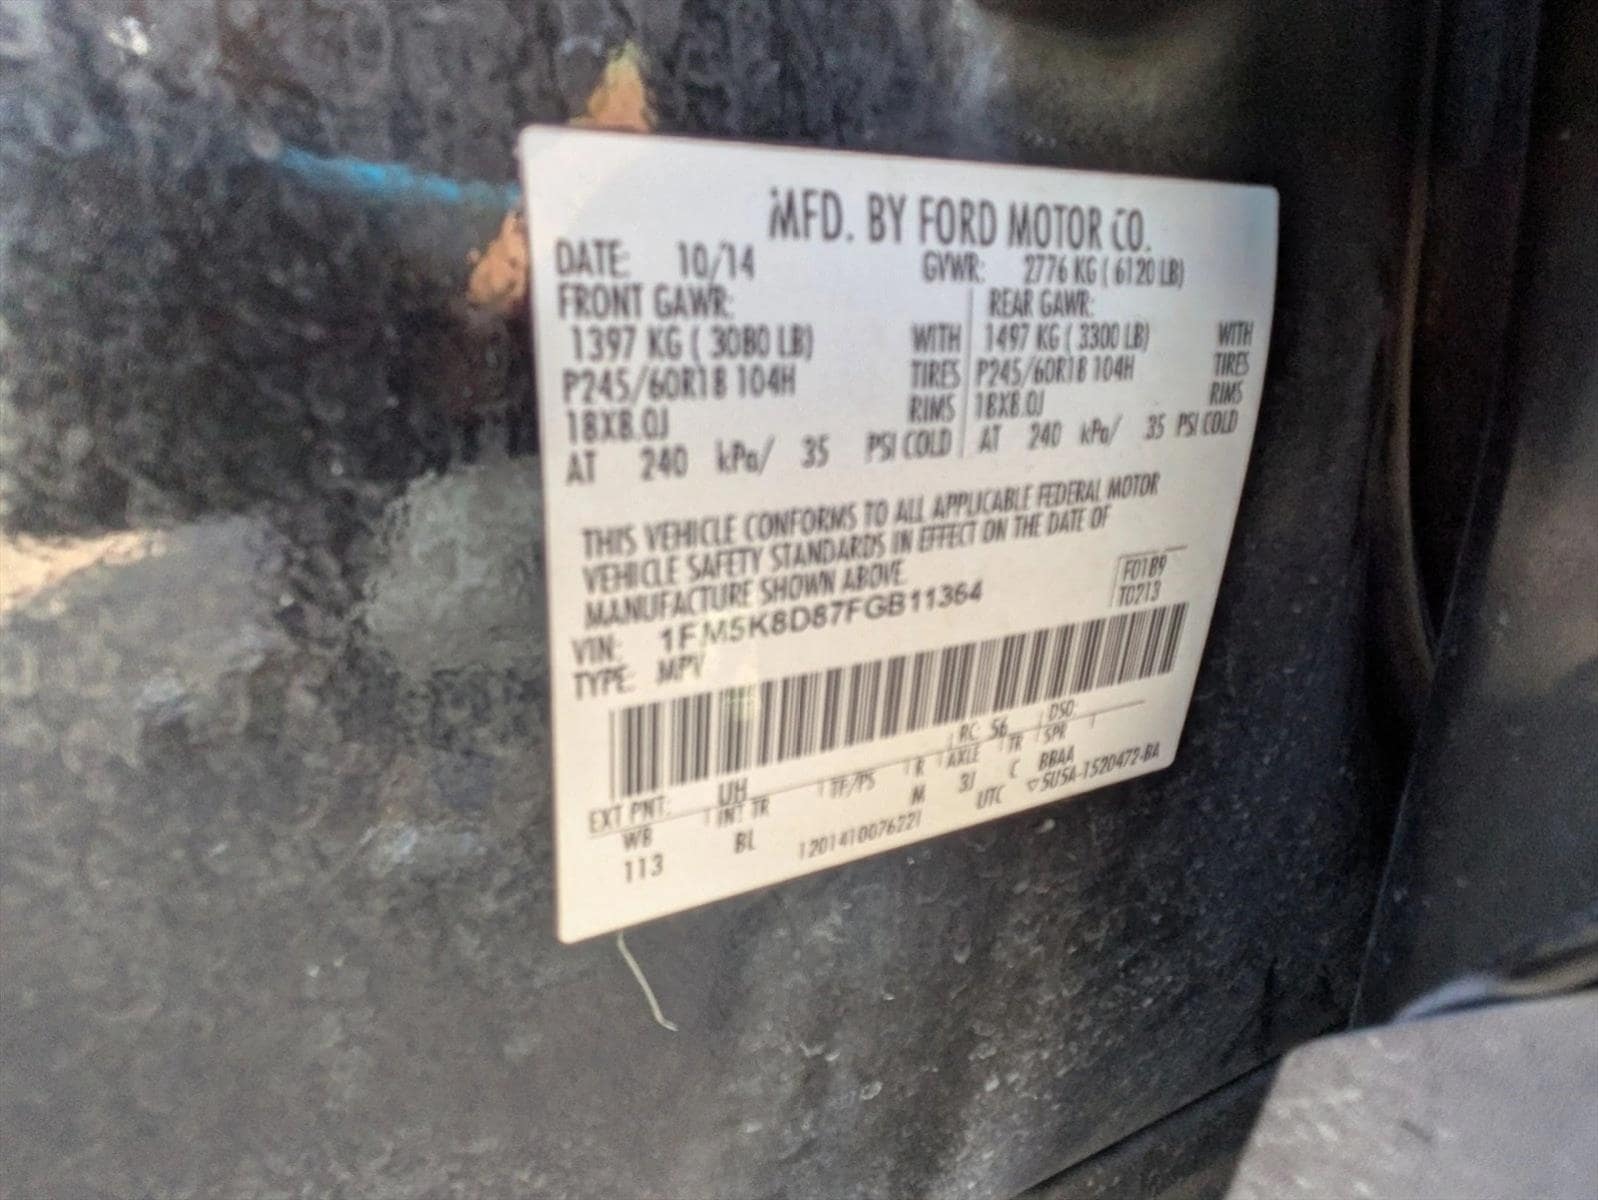 MFD. BY FORD MOTOR CO.
DATE: 10/14 GVWR: 2776 KG ( 6120 LB)
FRONT GAWR: REAR GAWR:
1397 KG ( 3080 LB) WITH 1497 KG ( 3300 LB) WITH
P245/60R18 104H TIRES P245/60R18 104H TIRES
18X8.0J RIMS 18X8.0J RIMS
AT 240 kPa/ 35 PSI COLD AT 240 kPa/ 35 PSI COLD
THIS VEHICLE CONFORMS TO ALL APPLICABLE FEDERAL MOTOR
VEHICLE SAFETY STANDARDS IN EFFECT ON THE DATE OF
MANUFACTURE SHOWN ABOVE.
F0189
VIN: 1FM5K8D87FGB11364 T0213
TYPE: MPV
RC: 56 DSO:
EXT PNT: UH
WB INT TR TP/PS R AXLE TR SPR
113 BL M 3J C BBAA
1201410076221 UTC ▽5U5A-1520472-BA